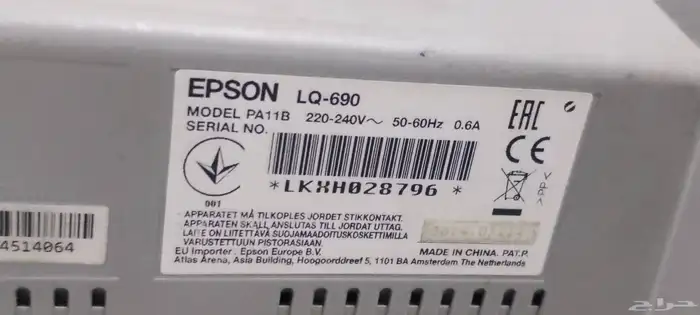 EPSON LQ-690
MODEL PA11B 220-240V~ 50-60Hz 0.6A
SERIAL NO.
*LKXH028796*
001
EAC
CE
APPARATET MÅ TILKOPLES JORDET STIKKONTAKT.
APPARATEN SKALL ANSLUTAS TILL JORDAT UTTAG.
LAITE ON LIITETTÄVÄ SUOJAMAADOITUSKOSKETTIMILLA
VARUSTETTUUN PISTORASIAAN.
EU Importer: Epson Europe B.V.
MADE IN CHINA. PAT.P.
Atlas Arena, Asia Building, Hoogoorddreef 5, 1101 BA Amsterdam The Netherlands
4514064
حراج